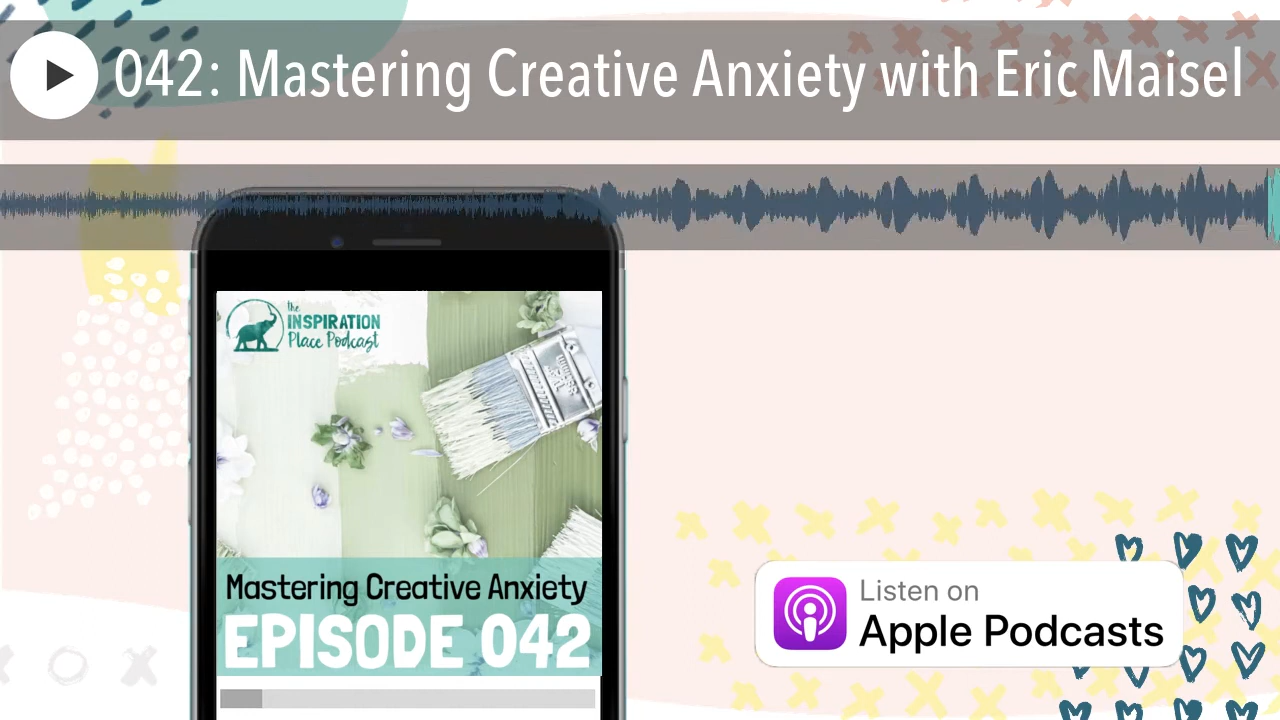 042: Mastering Creative Anxiety with Eric Maisel
the
INSPIRATION
Place Podcast
Mastering Creative Anxiety
EPISODE 042
Listen on
Apple Podcasts